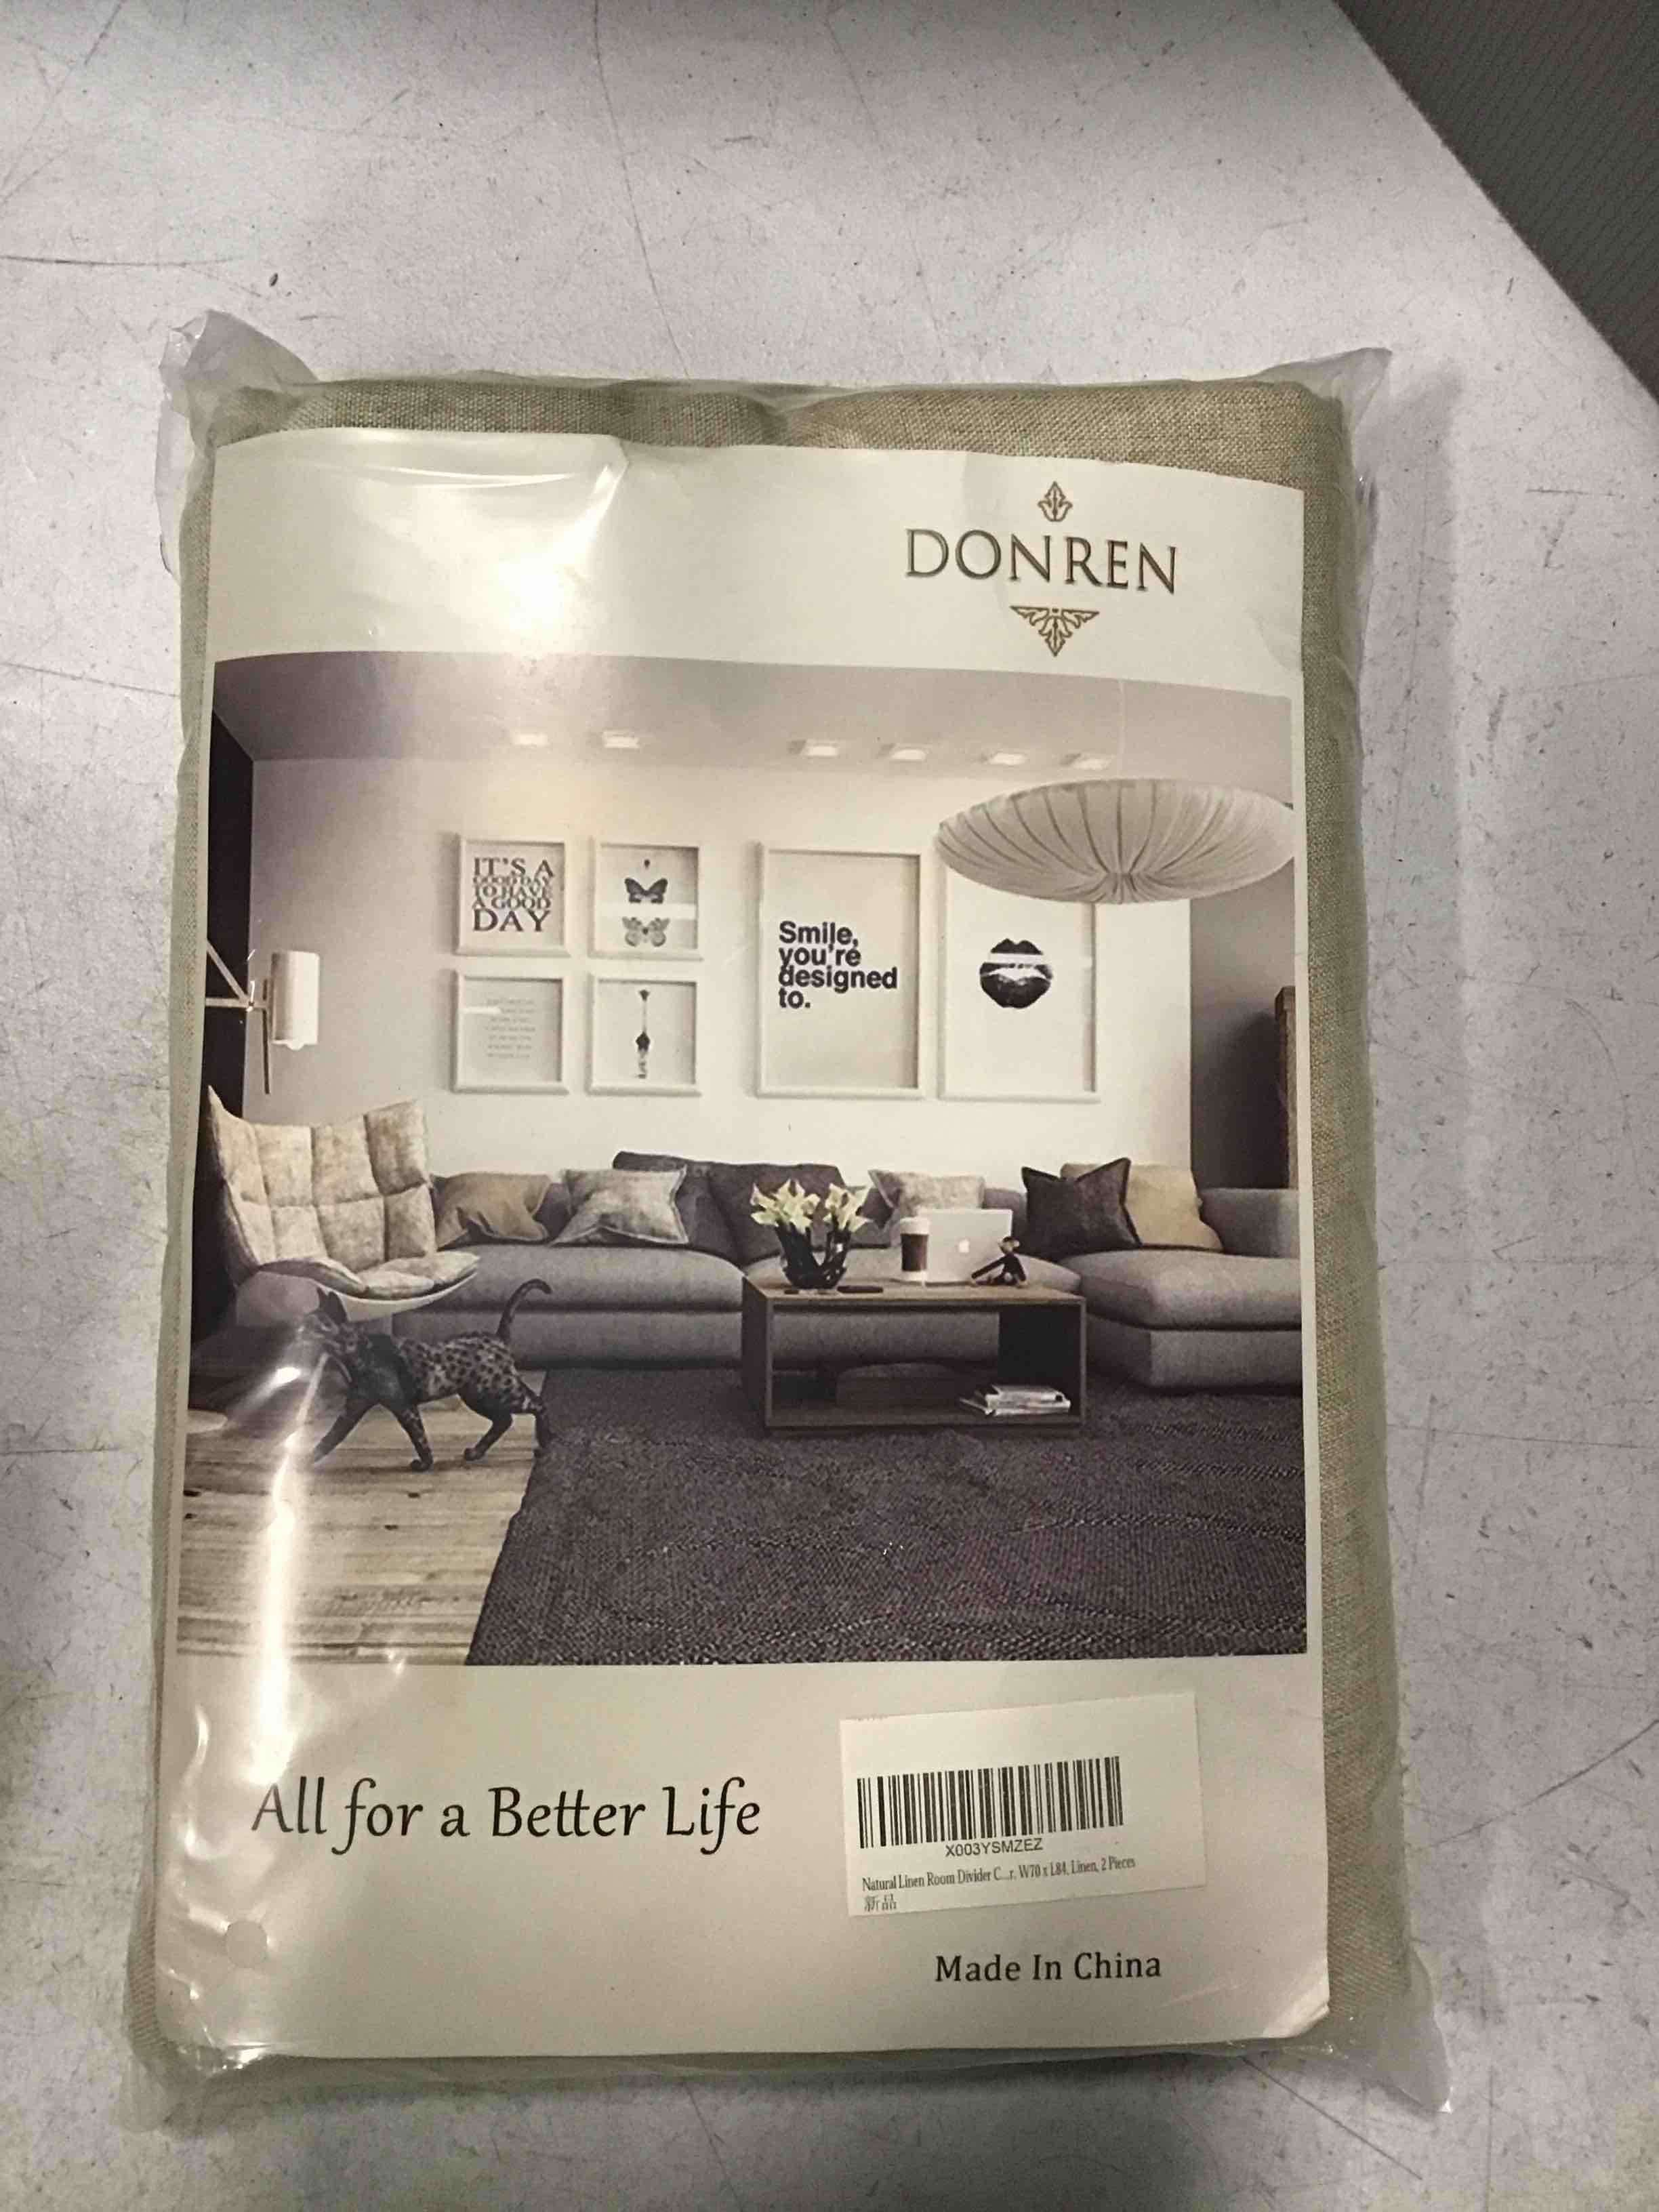 DONREN
IT'S A
GOOD DAY
TO HAVE
A GOOD
DAY
Smile,
you're
designed
to.
All for a Better Life
X003YSMZEZ
Natural Linen Room Divider C...r, W70 x L84, Linen, 2 Pieces
新品
Made In China